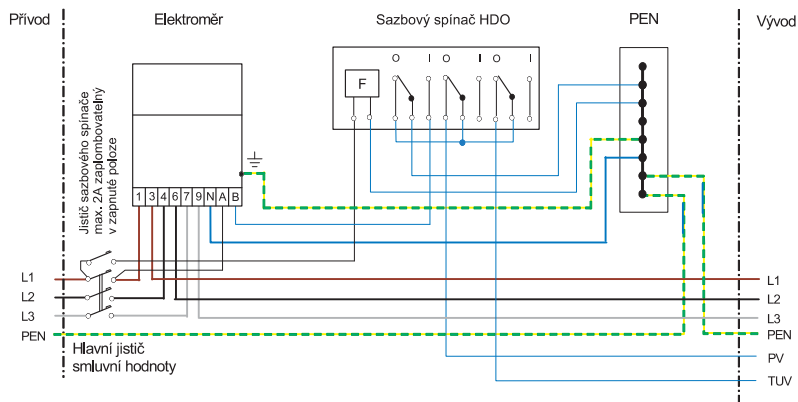 Přívod
Elektroměr
Sazbový spínač HDO
PEN
Vývod
O I O I O I
F
Jistič sazbového spínače
max. 2A zaplombovatelný
v zapnuté poloze
1 3 4 6 7 9 N A B
L1
L2
L3
PEN
L1
L2
L3
PEN
PV
TUV
Hlavní jistič
smluvní hodnoty